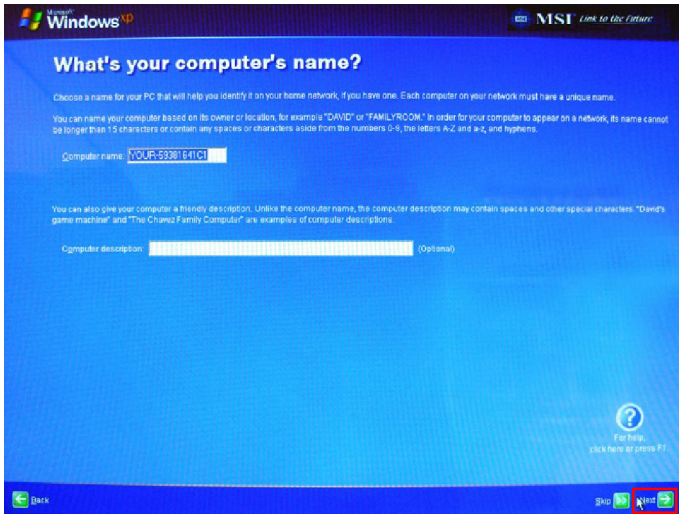 Microsoft
Windows xp
msi MSI Link to the Future
What's your computer's name?
Choose a name for your PC that will help you identify it on your home network, if you have one. Each computer on your network must have a unique name.
You can name your computer based on its owner or location, for example "DAVID" or "FAMILYROOM." In order for your computer to appear on a network, its name cannot
be longer than 15 characters or contain any spaces or characters aside from the numbers 0-9, the letters A-Z and a-z, and hyphens.
Computer name: YOUR-59381641C1
You can also give your computer a friendly description. Unlike the computer name, the computer description may contain spaces and other special characters. "David's
game machine" and "The Chavez Family Computer" are examples of computer descriptions.
Computer description: (Optional)
For help,
click here or press F1.
Back
Skip
Next